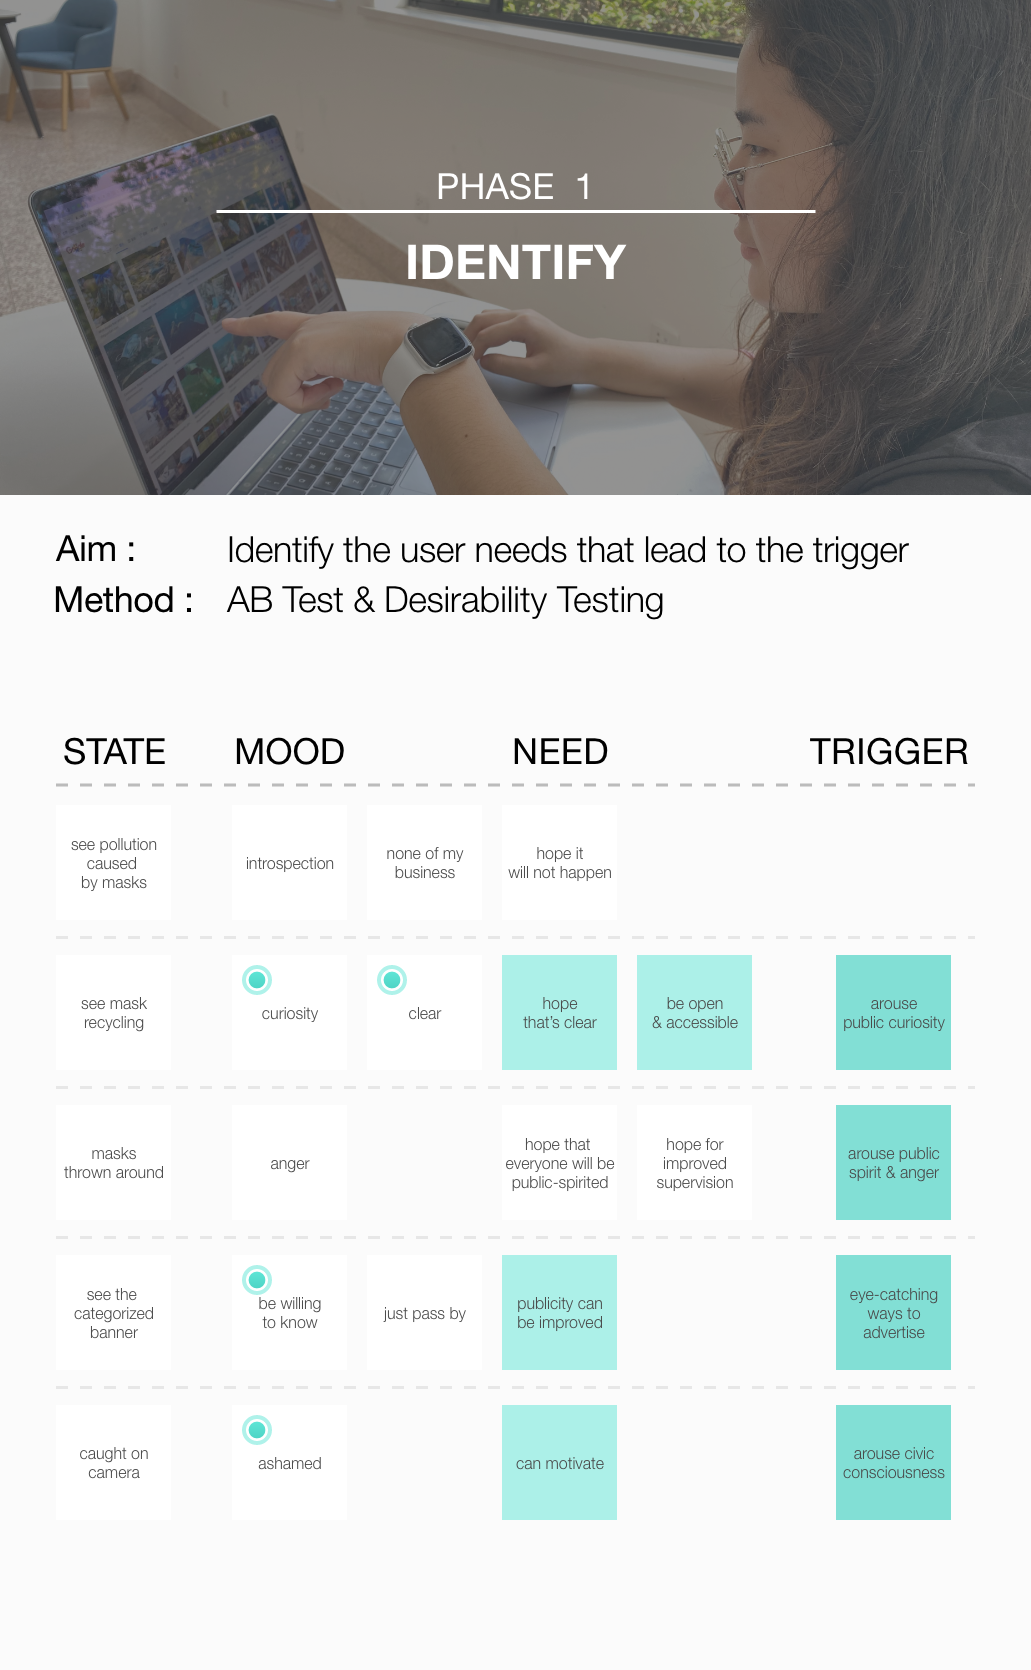 PHASE 1
IDENTIFY
Aim : Identify the user needs that lead to the trigger
Method : AB Test & Desirability Testing
STATE MOOD NEED TRIGGER
see pollution
caused
by masks
introspection
none of my
business
hope it
will not happen
see mask
recycling
curiosity
clear
hope
that’s clear
be open
& accessible
arouse
public curiosity
masks
thrown around
anger
hope that
everyone will be
public-spirited
hope for
improved
supervision
arouse public
spirit & anger
see the
categorized
banner
be willing
to know
just pass by
publicity can
be improved
eye-catching
ways to
advertise
caught on
camera
ashamed
can motivate
arouse civic
consciousness